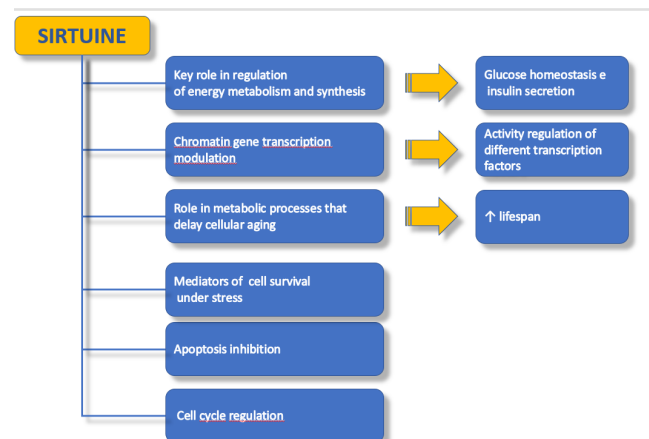 SIRTUINE
Key role in regulation
of energy metabolism and synthesis
Glucose homeostasis e
insulin secretion
Chromatin gene transcription
modulation
Activity regulation of
different transcription
factors
Role in metabolic processes that
delay cellular aging
↑ lifespan
Mediators of cell survival
under stress
Apoptosis inhibition
Cell cycle regulation